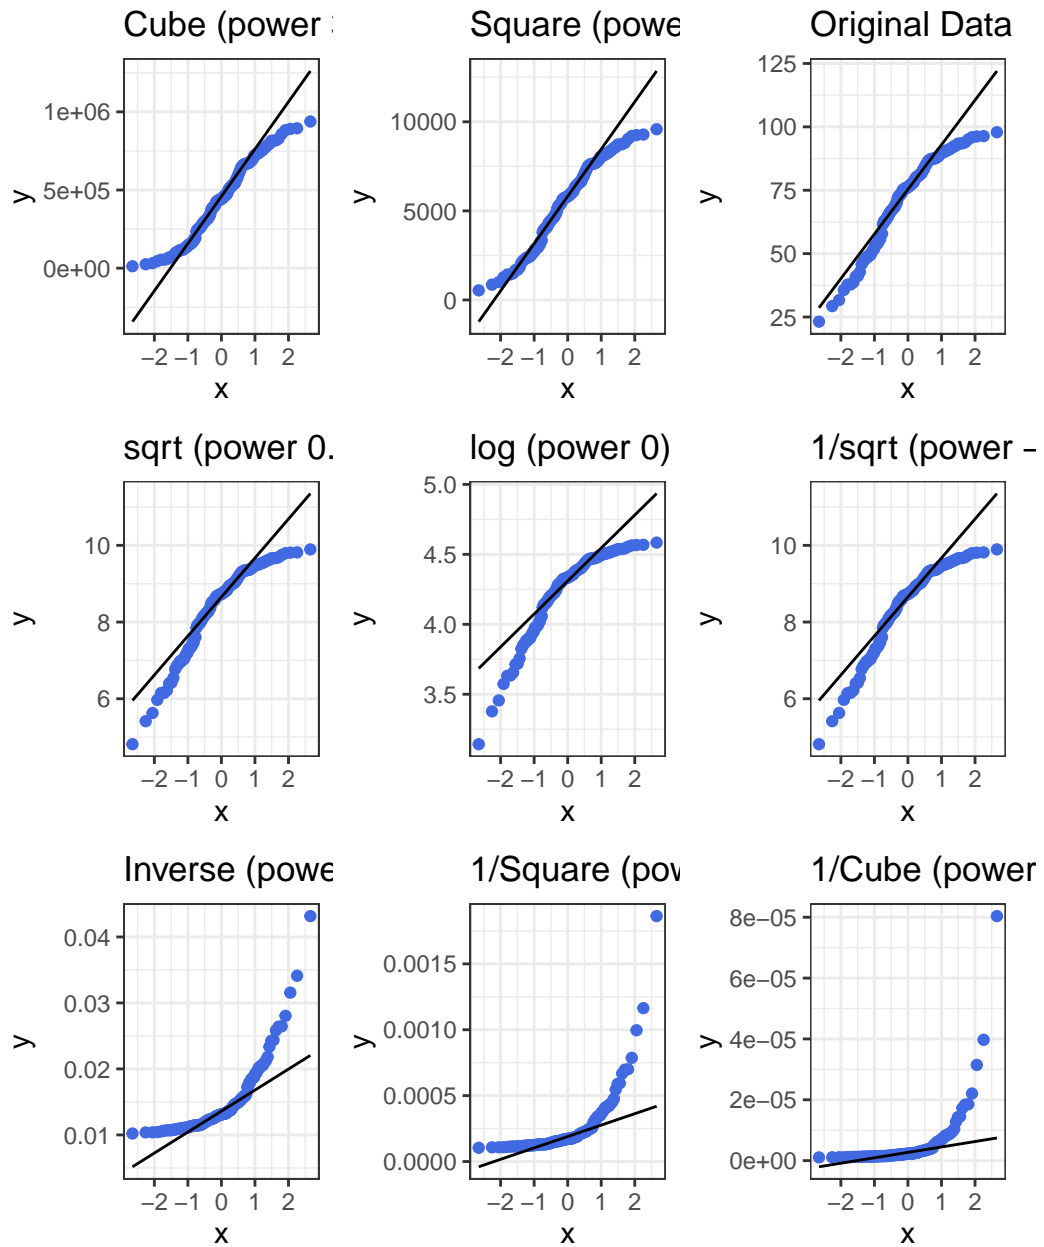 Cube (power
1e+06
5e+05
0e+00
y
−2 −1 0 1 2
x
Square (powe
10000
5000
0
y
−2 −1 0 1 2
x
Original Data
125
100
75
50
25
y
−2 −1 0 1 2
x
sqrt (power 0.
10
8
6
y
−2 −1 0 1 2
x
log (power 0)
5.0
4.5
4.0
3.5
y
−2 −1 0 1 2
x
1/sqrt (power −
10
8
6
y
−2 −1 0 1 2
x
Inverse (powe
0.04
0.03
0.02
0.01
y
−2 −1 0 1 2
x
1/Square (pow
0.0015
0.0010
0.0005
0.0000
y
−2 −1 0 1 2
x
1/Cube (power
8e−05
6e−05
4e−05
2e−05
0e+00
y
−2 −1 0 1 2
x